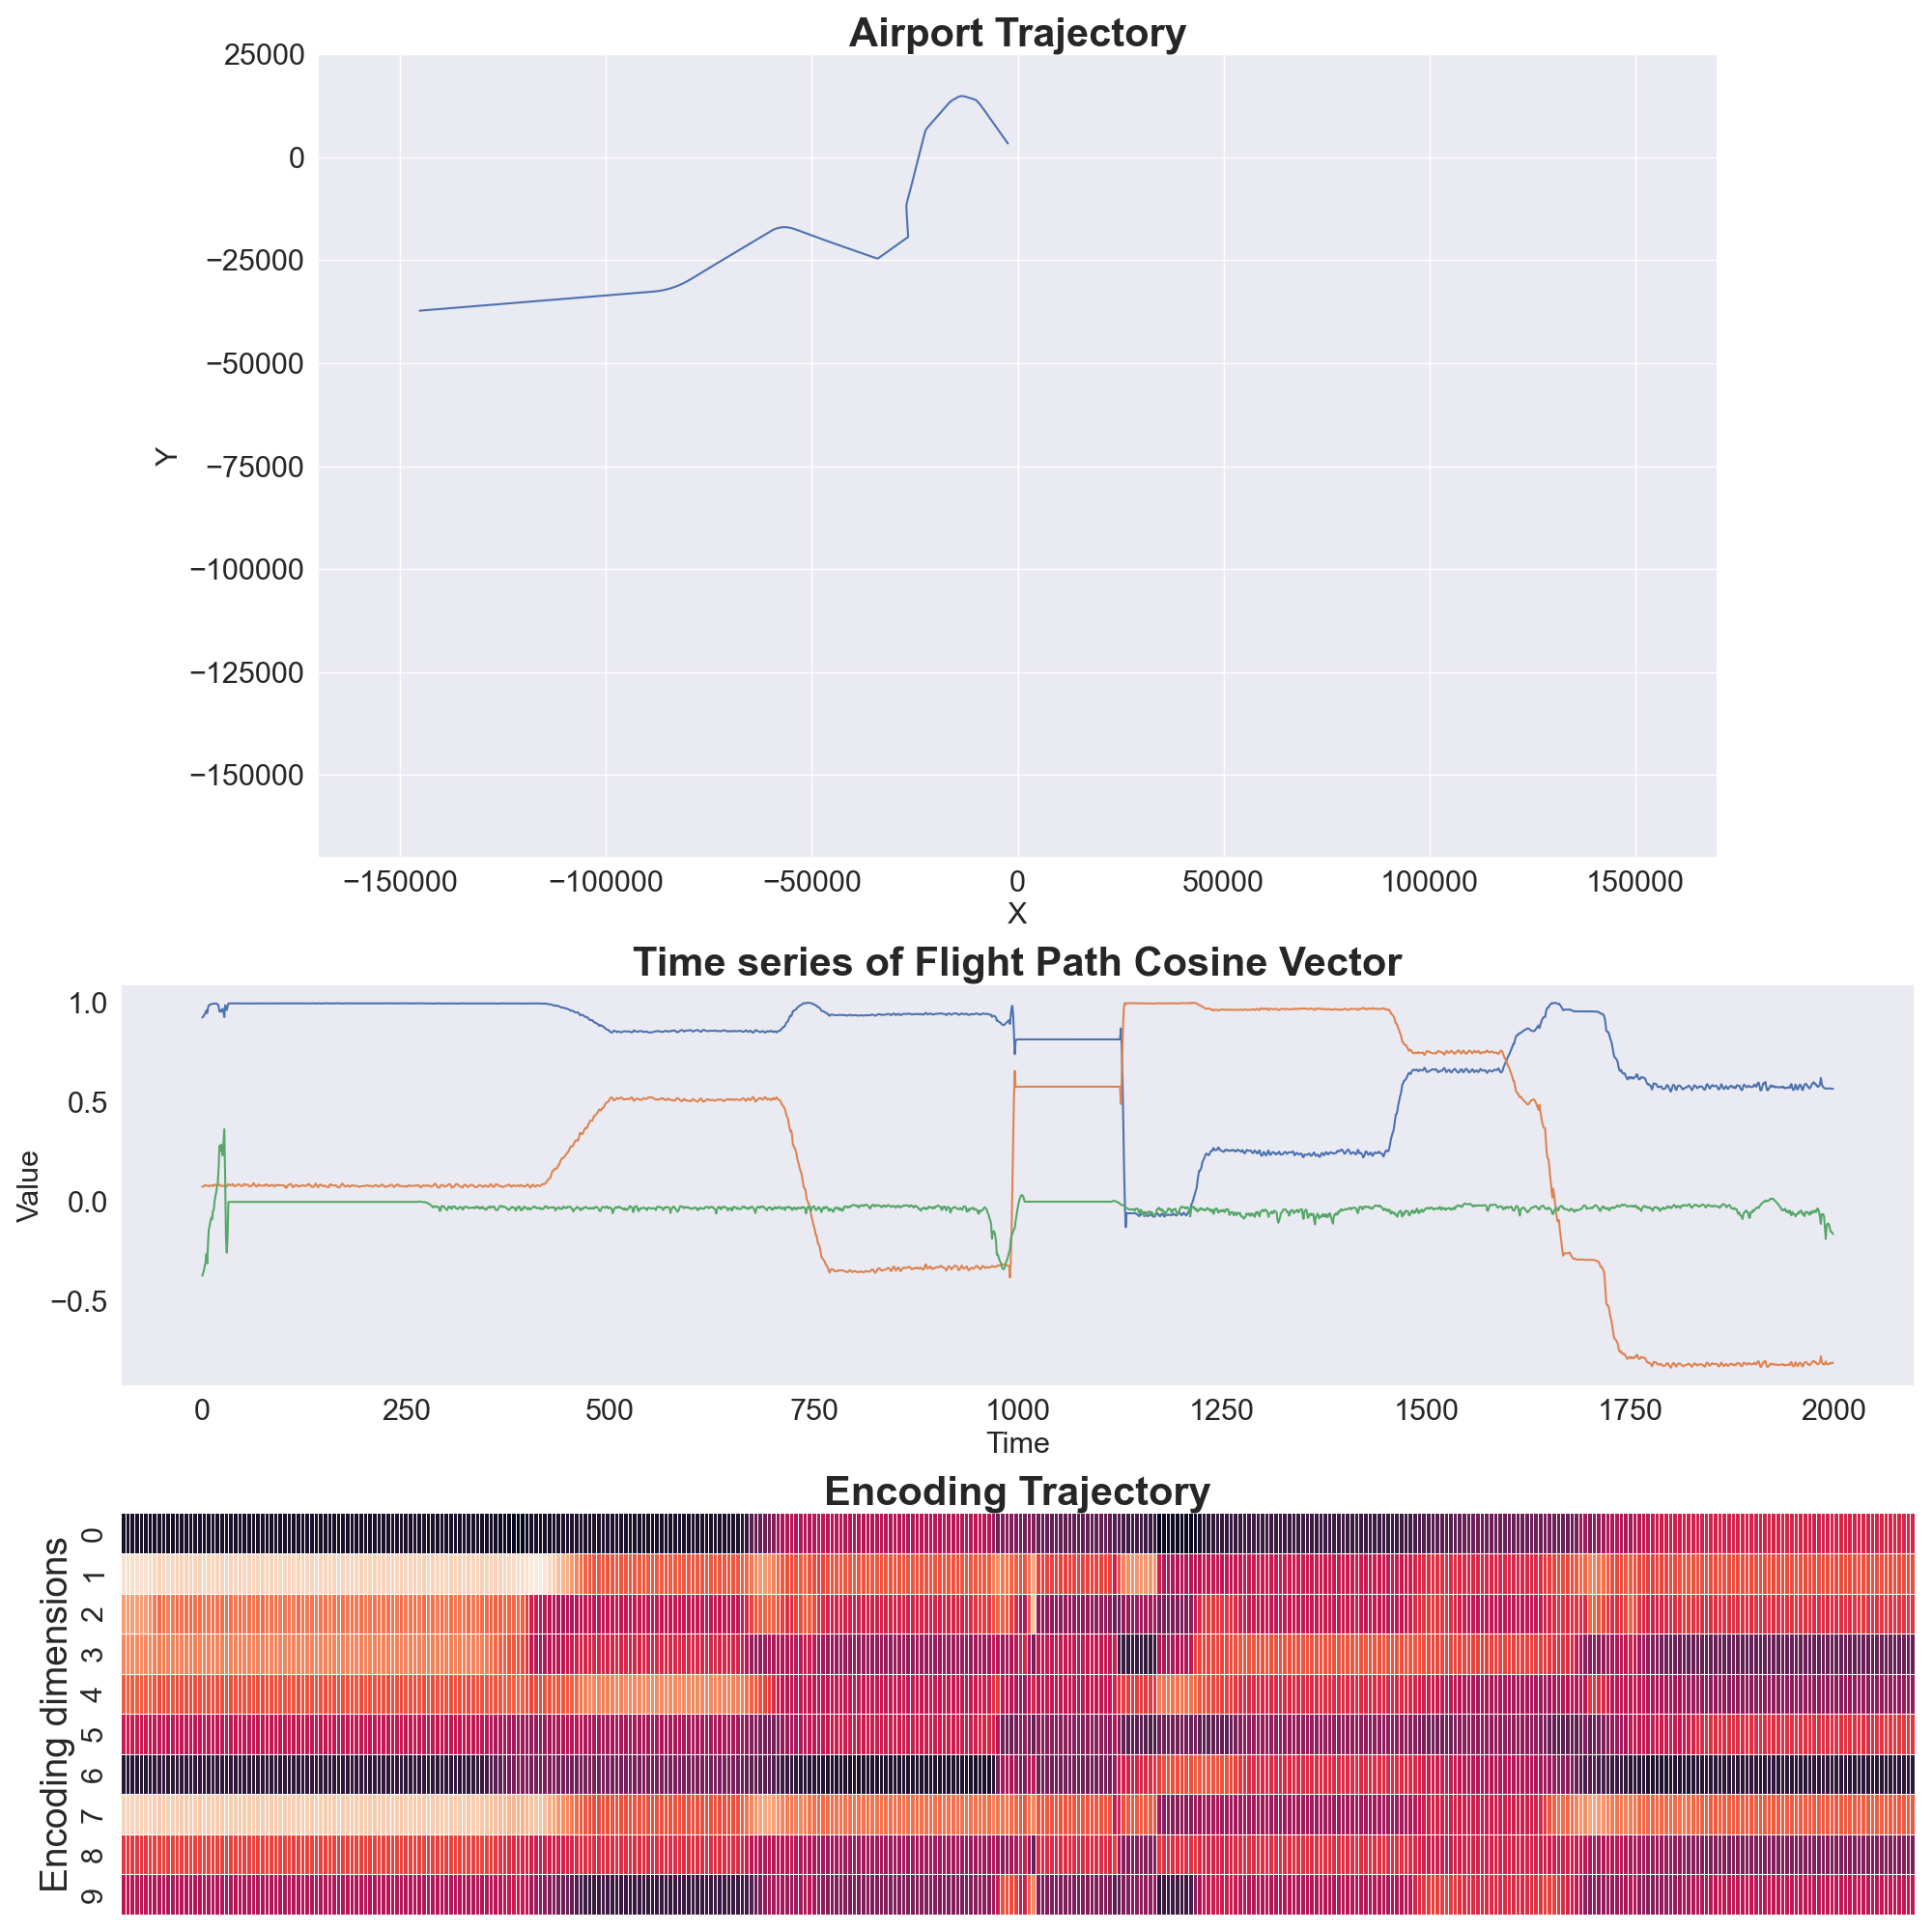 Airport Trajectory
25000
0
−25000
−50000
−75000
−100000
−125000
−150000
Y
−150000 −100000 −50000 0 50000 100000 150000
X
Time series of Flight Path Cosine Vector
1.0
0.5
0.0
−0.5
Value
0 250 500 750 1000 1250 1500 1750 2000
Time
Encoding Trajectory
0
1
2
3
4
5
6
7
8
9
Encoding dimensions